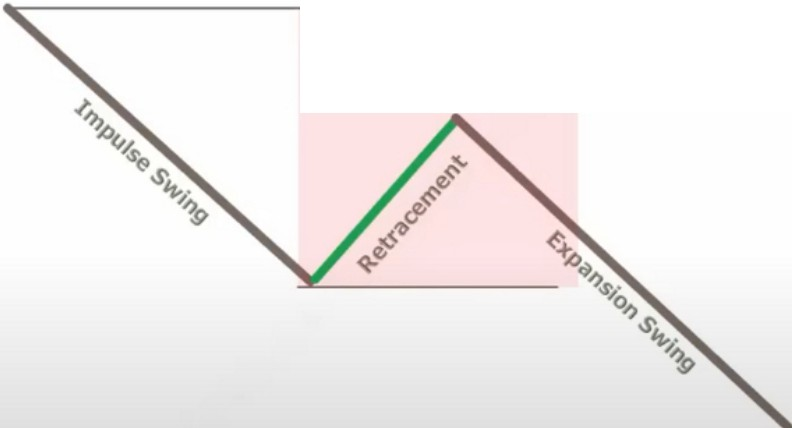 Impulse Swing
Retracement
Expansion Swing